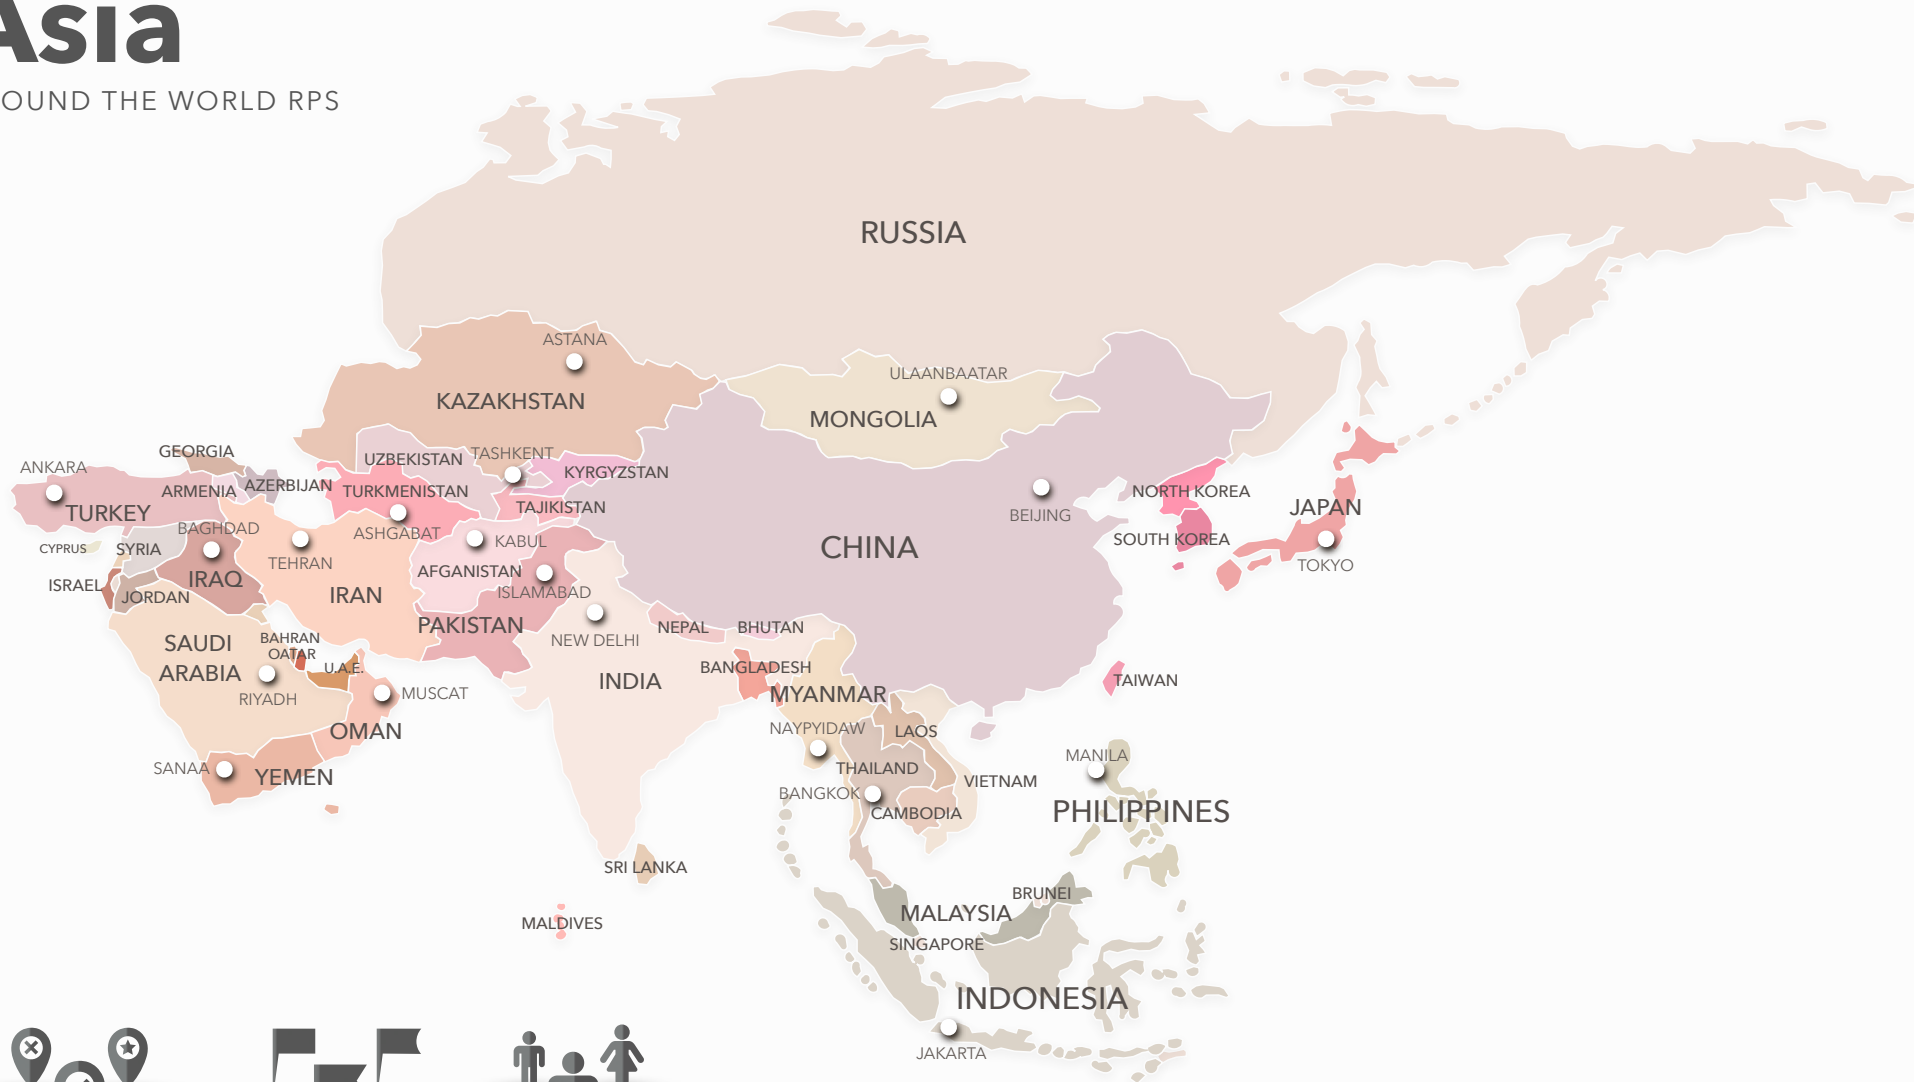 Asia
OUND THE WORLD RPS
RUSSIA
ASTANA
KAZAKHSTAN
ULAANBAATAR
MONGOLIA
GEORGIA
ANKARA
UZBEKISTAN
TASHKENT
KYRGYZSTAN
ARMENIA
AZERBIJAN
TURKMENISTAN
TURKEY
TAJIKISTAN
BAGHDAD
ASHGABAT
KABUL
CYPRUS
SYRIA
TEHRAN
AFGANISTAN
ISRAEL
IRAQ
JORDAN
IRAN
ISLAMABAD
PAKISTAN
NEW DELHI
NEPAL
BHUTAN
CHINA
BEIJING
NORTH KOREA
SOUTH KOREA
JAPAN
TOKYO
SAUDI
ARABIA
BAHRAN
QATAR
U.A.E.
RIYADH
MUSCAT
OMAN
SANAA
YEMEN
INDIA
BANGLADESH
MYANMAR
NAYPYIDAW
LAOS
THAILAND
BANGKOK
VIETNAM
CAMBODIA
TAIWAN
MANILA
PHILIPPINES
SRI LANKA
MALDIVES
BRUNEI
MALAYSIA
SINGAPORE
INDONESIA
JAKARTA